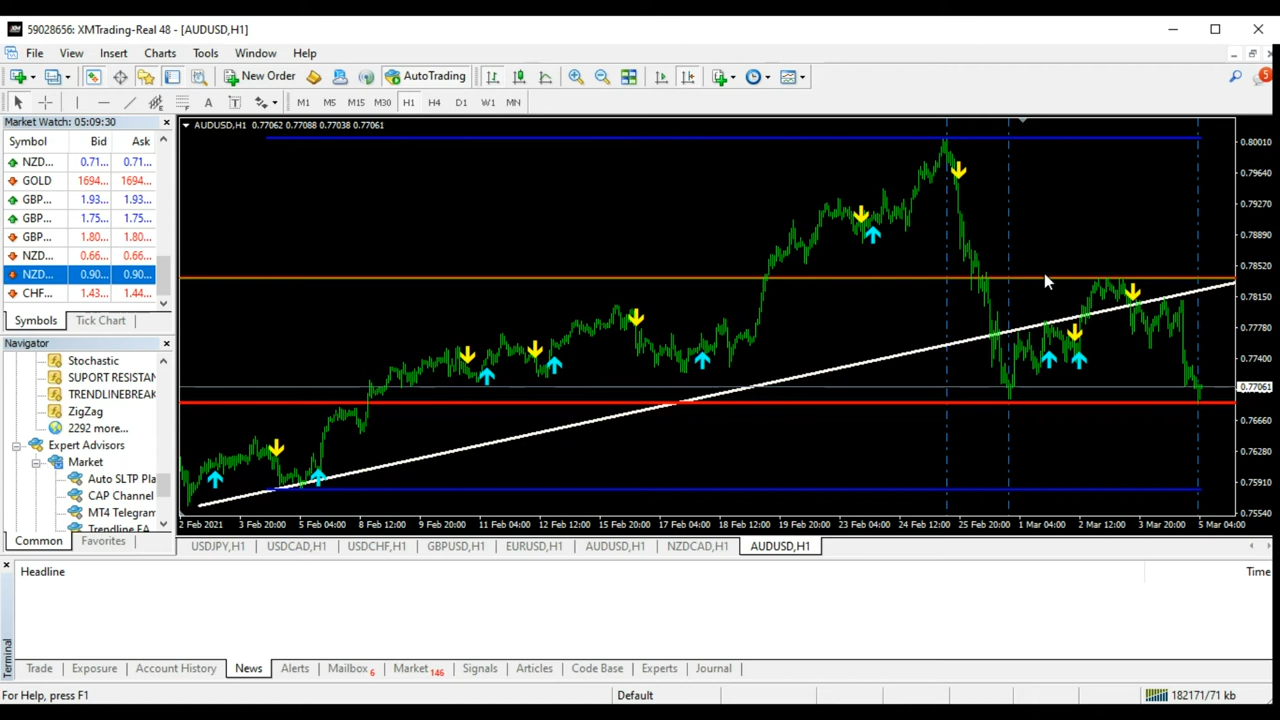 59028656: XMTrading-Real 48 - [AUDUSD,H1]
File View Insert Charts Tools Window Help
New Order AutoTrading 5
A T M1 M5 M15 M30 H1 H4 D1 W1 MN
Market Watch: 05:09:30
Symbol Bid Ask
NZD... 0.71... 0.71...
GOLD 1694... 1694...
GBP... 1.93... 1.93...
GBP... 1.75... 1.75...
GBP... 1.80... 1.80...
NZD... 0.66... 0.66...
NZD... 0.90... 0.90...
CHF... 1.43... 1.44...
Symbols Tick Chart
Navigator
Stochastic
SUPORT RESISTAN
TRENDLINEBREAK
ZigZag
2292 more...
Expert Advisors
Market
Auto SLTP Pla
CAP Channel
MT4 Telegram
Trendline EA
Common Favorites
AUDUSD,H1 0.77062 0.77088 0.77038 0.77061
0.80010
0.79640
0.79270
0.78890
0.78520
0.78150
0.77780
0.77400
0.77061
0.76660
0.76280
0.75910
0.75540
2 Feb 2021 3 Feb 20:00 5 Feb 04:00 8 Feb 12:00 9 Feb 20:00 11 Feb 04:00 12 Feb 12:00 15 Feb 20:00 17 Feb 04:00 18 Feb 12:00 19 Feb 20:00 23 Feb 04:00 24 Feb 12:00 25 Feb 20:00 1 Mar 04:00 2 Mar 12:00 3 Mar 20:00 5 Mar 04:00
USDJPY,H1 USDCAD,H1 USDCHF,H1 GBPUSD,H1 EURUSD,H1 AUDUSD,H1 NZDCAD,H1 AUDUSD,H1
Headline Time
Terminal
Trade Exposure Account History News Alerts Mailbox 6 Market 146 Signals Articles Code Base Experts Journal
For Help, press F1 Default 182171/71 kb